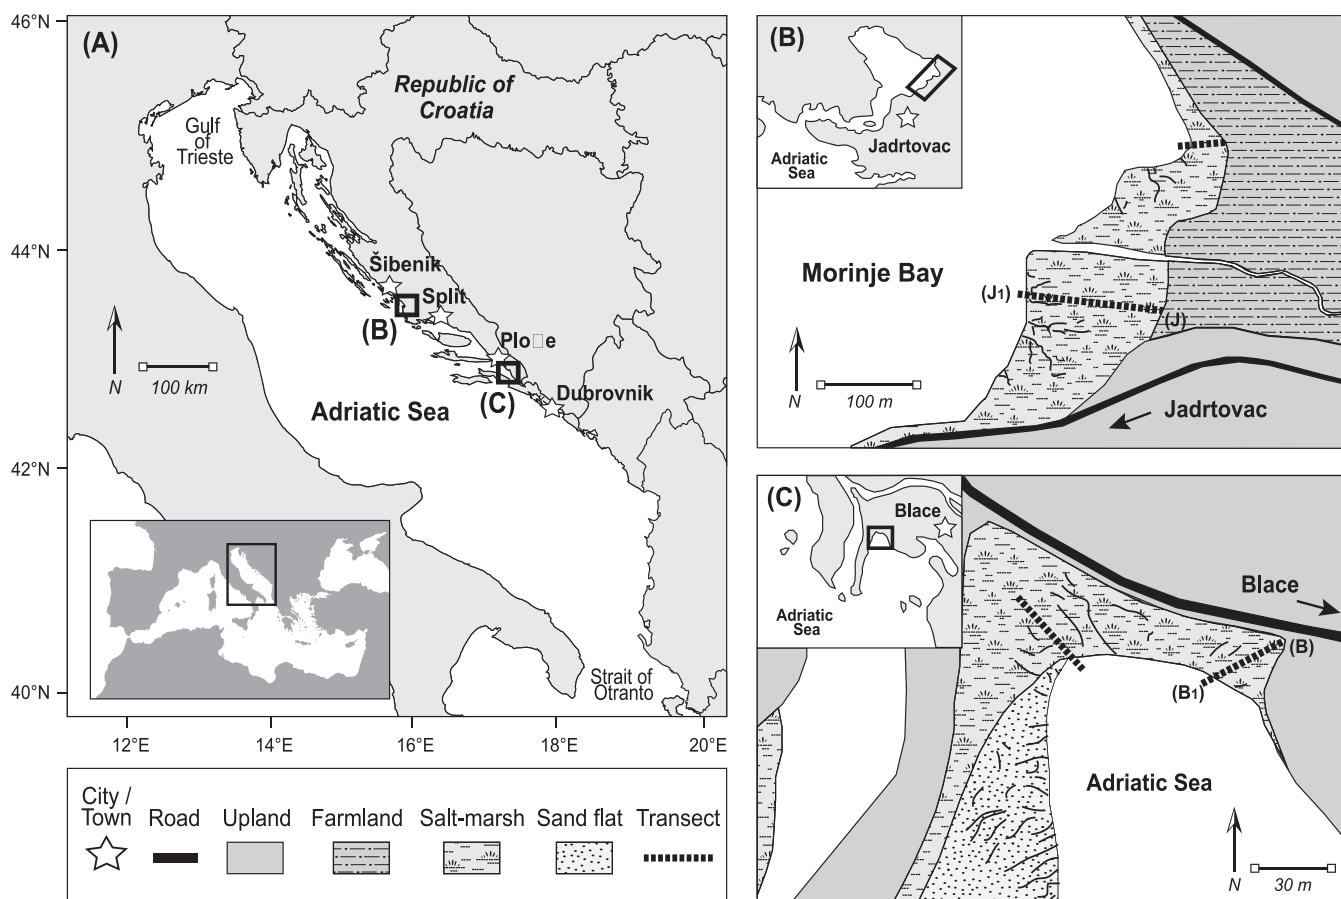 46°N
44°N
42°N
40°N
12°E
14°E
16°E
18°E
20°E
(A)
Republic of
Croatia
Gulf
of
Trieste
Šibenik
Split
(B)
Plo□e
(C)
Dubrovnik
Adriatic Sea
N
100 km
Strait of
Otranto
City /
Town
Road
Upland
Farmland
Salt-marsh
Sand flat
Transect
(B)
Jadrtovac
Adriatic
Sea
Morinje Bay
(J1)
(J)
N
100 m
Jadrtovac
(C)
Blace
Adriatic
Sea
Blace
(B)
(B1)
Adriatic Sea
N
30 m